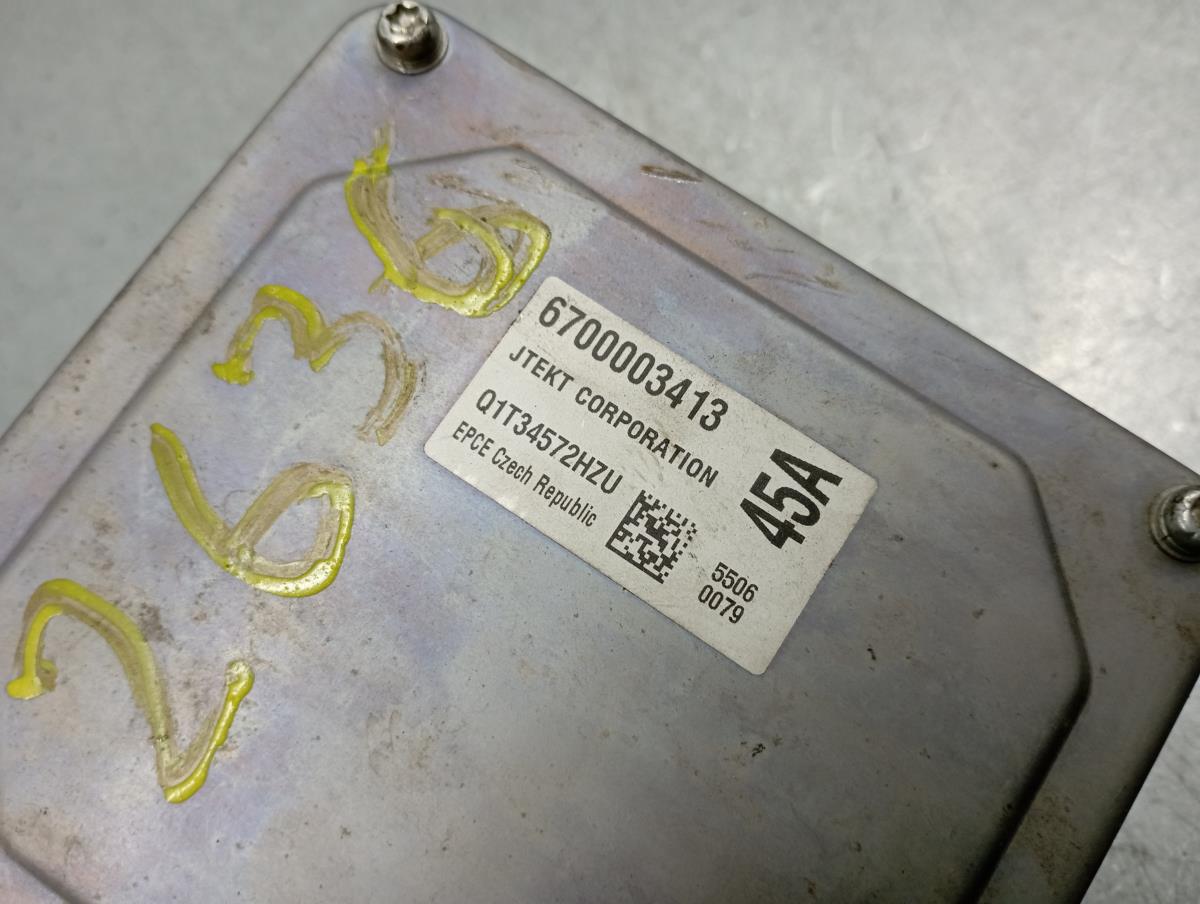 2636
6700003413
JTEKT CORPORATION
Q1T34572HZU
EPCE Czech Republic
45A
5506
0079